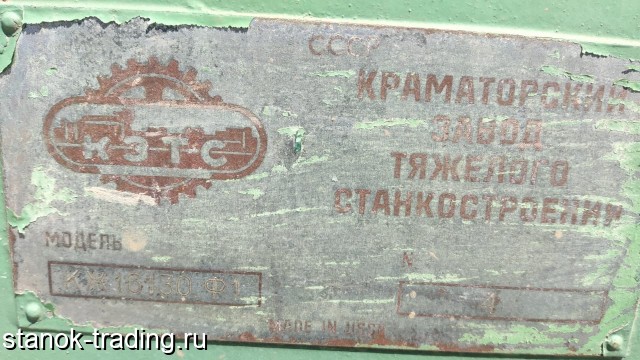 СССР
КЗТС
КРАМАТОРСКИЙ
ЗАВОД
ТЯЖЕЛОГО
СТАНКОСТРОЕНИЯ
МОДЕЛЬ
N
MADE IN USSR
stanok-trading.ru